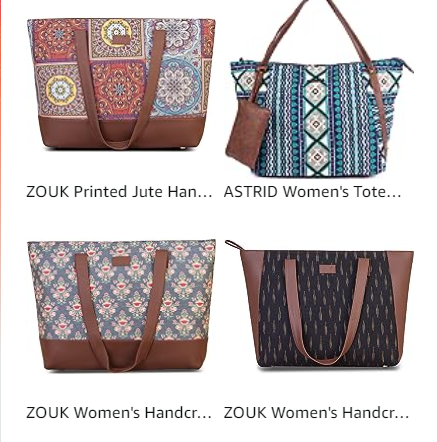 ZOUK Printed Jute Han...
ASTRID Women's Tote...
ZOUK Women's Handcr...
ZOUK Women's Handcr...